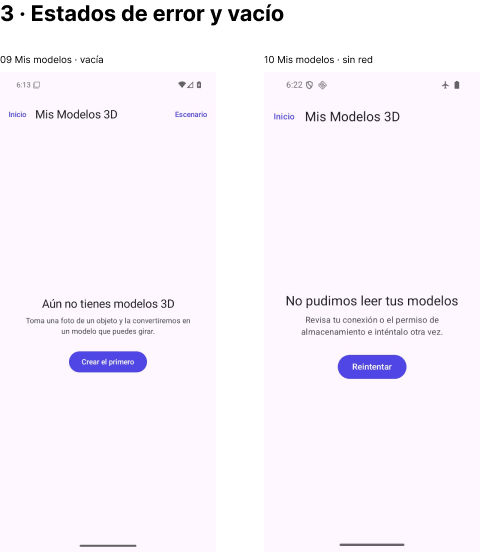 3 · Estados de error y vacío
09 Mis modelos · vacía
6:13
Inicio Mis Modelos 3D Escenario
Aún no tienes modelos 3D
Toma una foto de un objeto y la convertiremos en
un modelo que puedes girar.
Crear el primero
10 Mis modelos · sin red
6:22
Inicio Mis Modelos 3D
No pudimos leer tus modelos
Revisa tu conexión o el permiso de
almacenamiento e inténtalo otra vez.
Reintentar